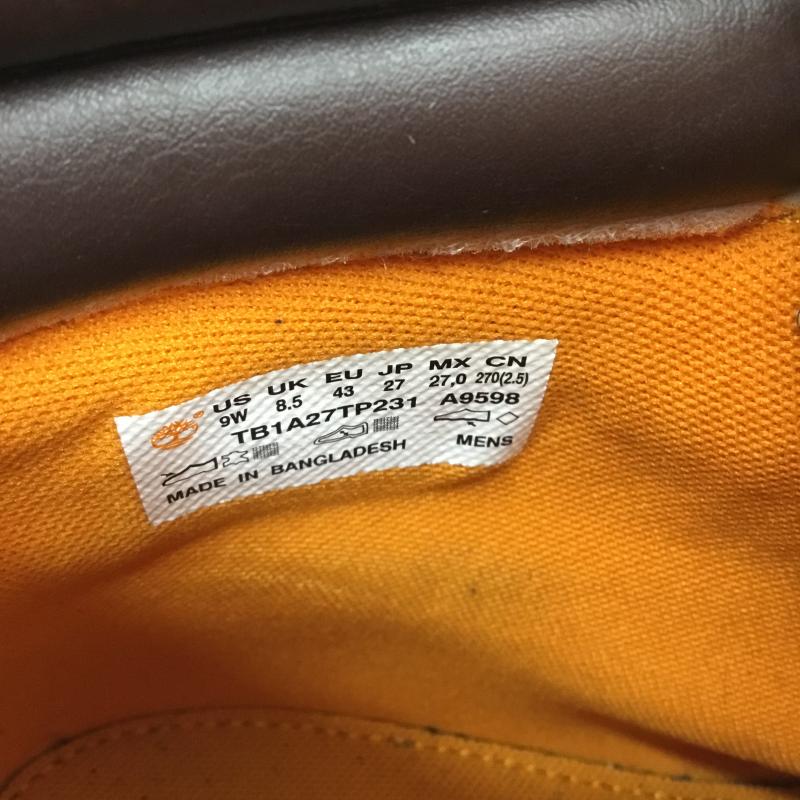 US UK EU JP MX CN
9W 8.5 43 27 27,0 270(2.5)
TB1A27TP231 A9598
MENS
MADE IN BANGLADESH